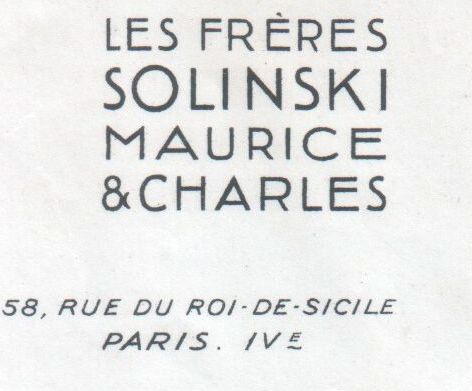 LES FRÈRES
SOLINSKI
MAURICE
& CHARLES
58, RUE DU ROI-DE-SICILE
PARIS. IVE